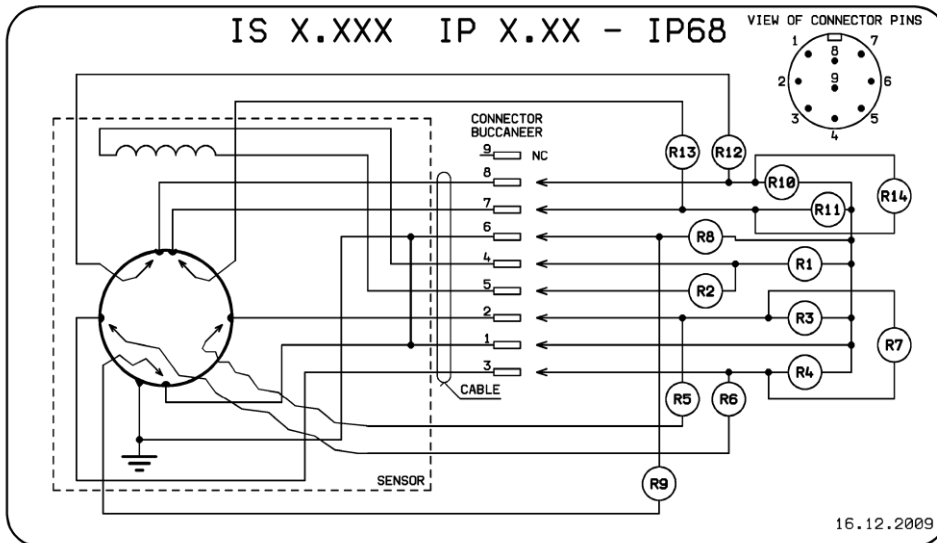 IS X.XXX IP X.XX - IP68
VIEW OF CONNECTOR PINS
1
7
8
2
9
6
3
5
4
CONNECTOR
BUCCANEER
9
NC
R13
R12
8
R10
R14
7
R11
6
R8
4
R1
5
R2
2
R3
R7
1
3
R4
CABLE
R5
R6
SENSOR
R9
16.12.2009